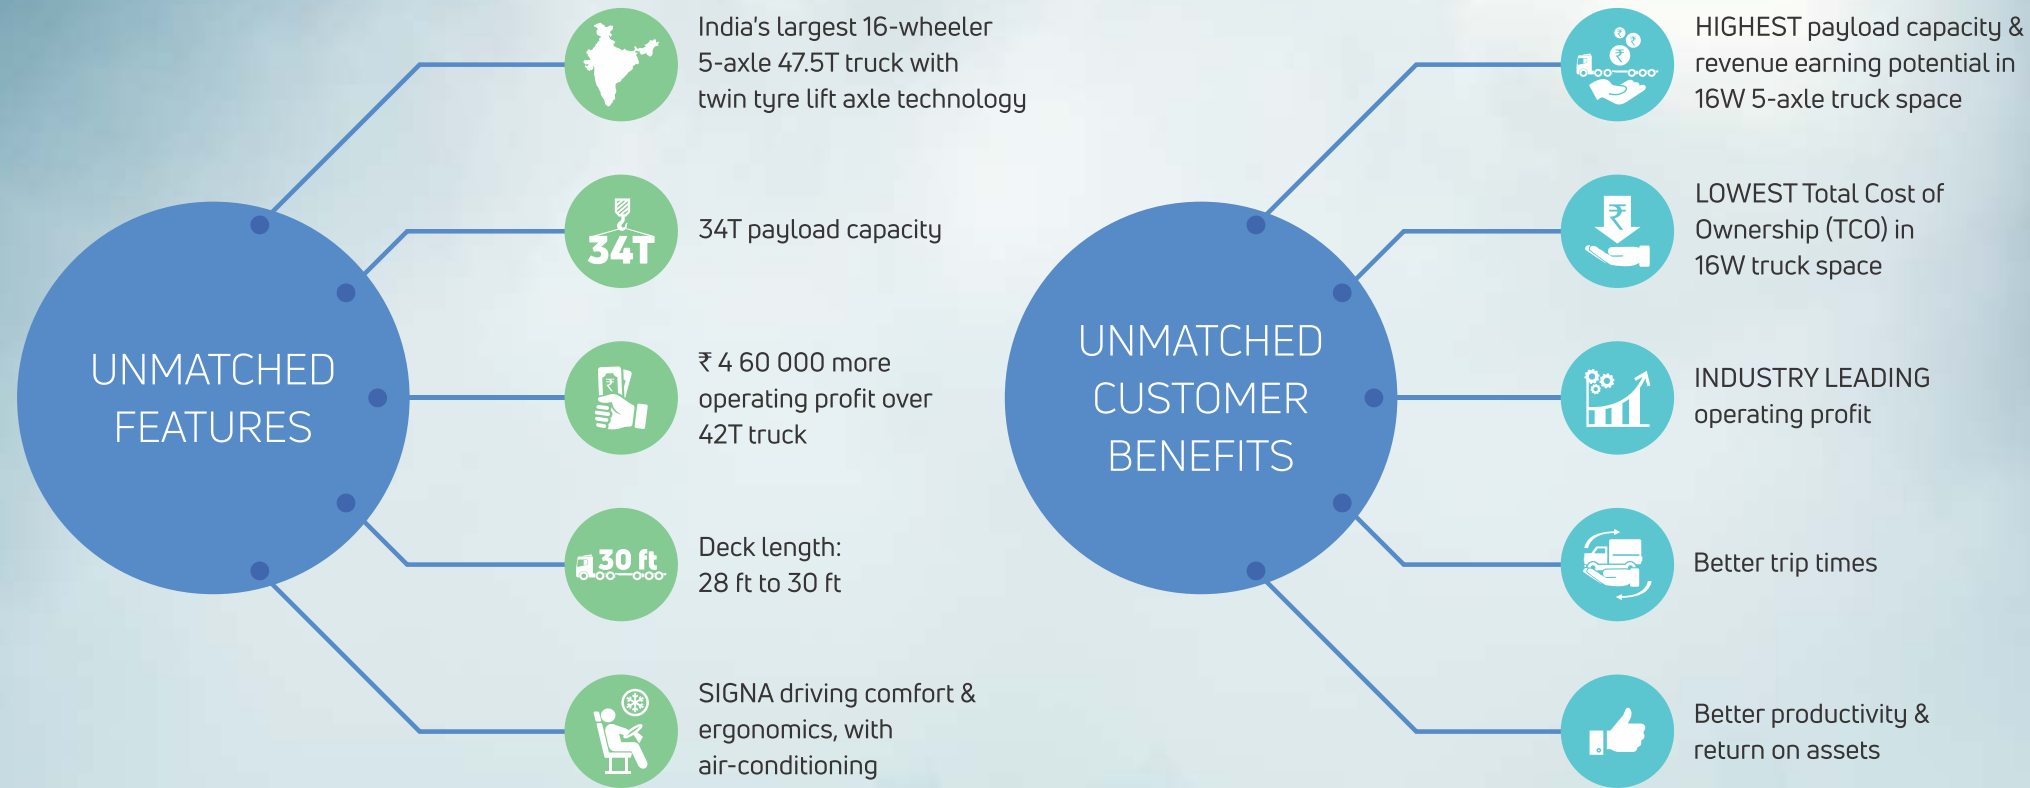 UNMATCHED
FEATURES
India's largest 16-wheeler
5-axle 47.5T truck with
twin tyre lift axle technology
34T
34T payload capacity
₹
₹ 4 60 000 more
operating profit over
42T truck
30 ft
Deck length:
28 ft to 30 ft
SIGNA driving comfort &
ergonomics, with
air-conditioning
UNMATCHED
CUSTOMER
BENEFITS
₹ ₹
₹
HIGHEST payload capacity &
revenue earning potential in
16W 5-axle truck space
₹
LOWEST Total Cost of
Ownership (TCO) in
16W truck space
INDUSTRY LEADING
operating profit
Better trip times
Better productivity &
return on assets